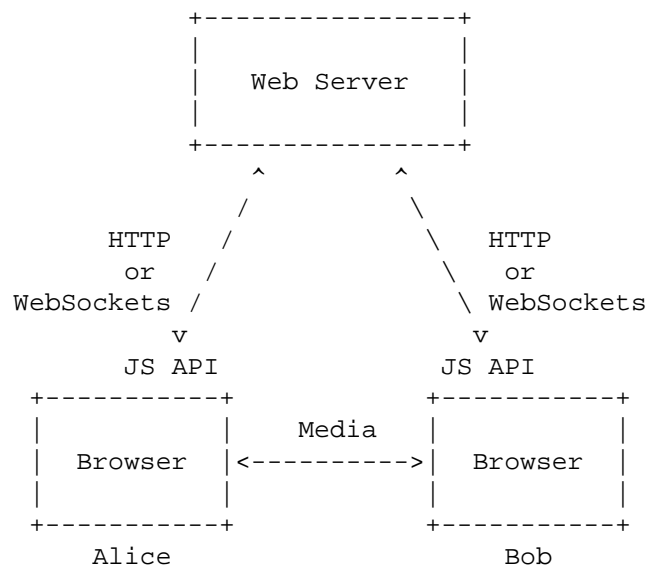 Web Server
HTTP HTTP
or or
WebSockets WebSockets
JS API JS API
Media
Browser Browser
Alice Bob